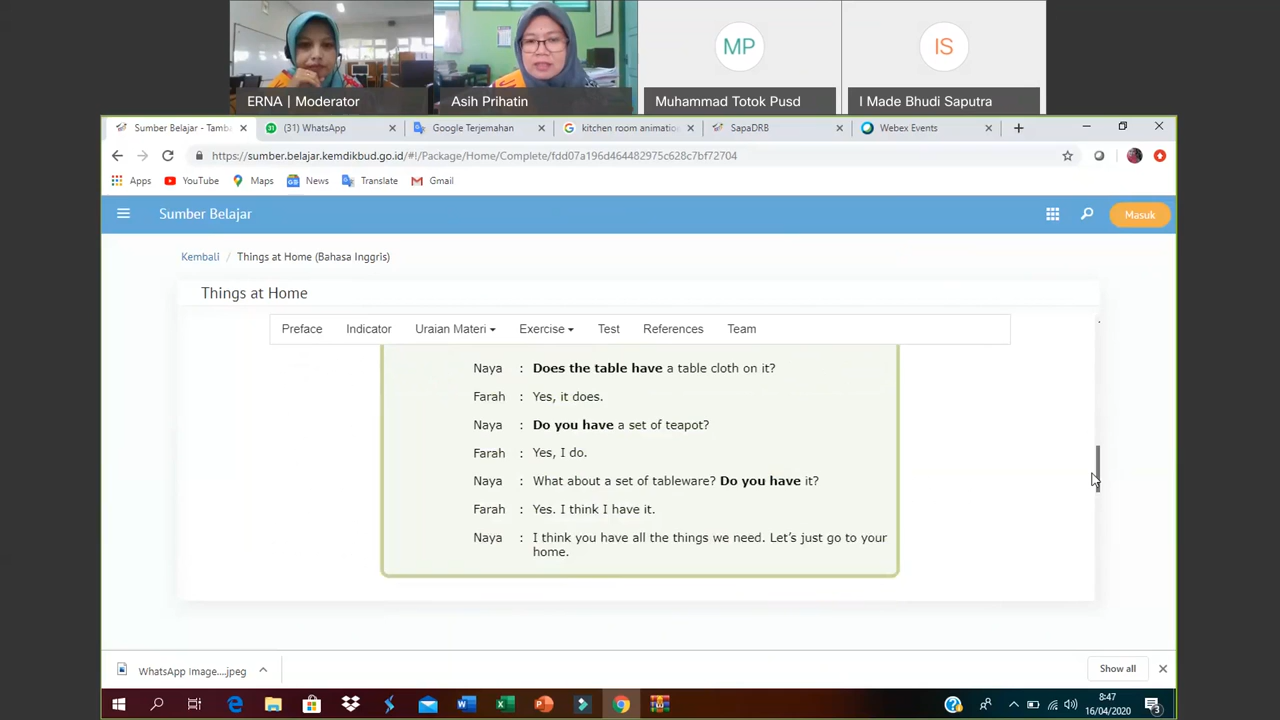 MP
IS
ERNA | Moderator
Asih Prihatin
Muhammad Totok Pusd
I Made Bhudi Saputra
Sumber Belajar - Tamba
(31) WhatsApp
Google Terjemahan
kitchen room animatio
SapaDRB
Webex Events
https://sumber.belajar.kemdikbud.go.id/#!/Package/Home/Complete/fdd07a196d464482975c628c7bf72704
Apps
YouTube
Maps
News
Translate
Gmail
Sumber Belajar
Masuk
Kembali / Things at Home (Bahasa Inggris)
Things at Home
Preface
Indicator
Uraian Materi
Exercise
Test
References
Team
Naya : Does the table have a table cloth on it?
Farah : Yes, it does.
Naya : Do you have a set of teapot?
Farah : Yes, I do.
Naya : What about a set of tableware? Do you have it?
Farah : Yes. I think I have it.
Naya : I think you have all the things we need. Let's just go to your
home.
WhatsApp Image....jpeg
Show all
8:47
16/04/2020
3